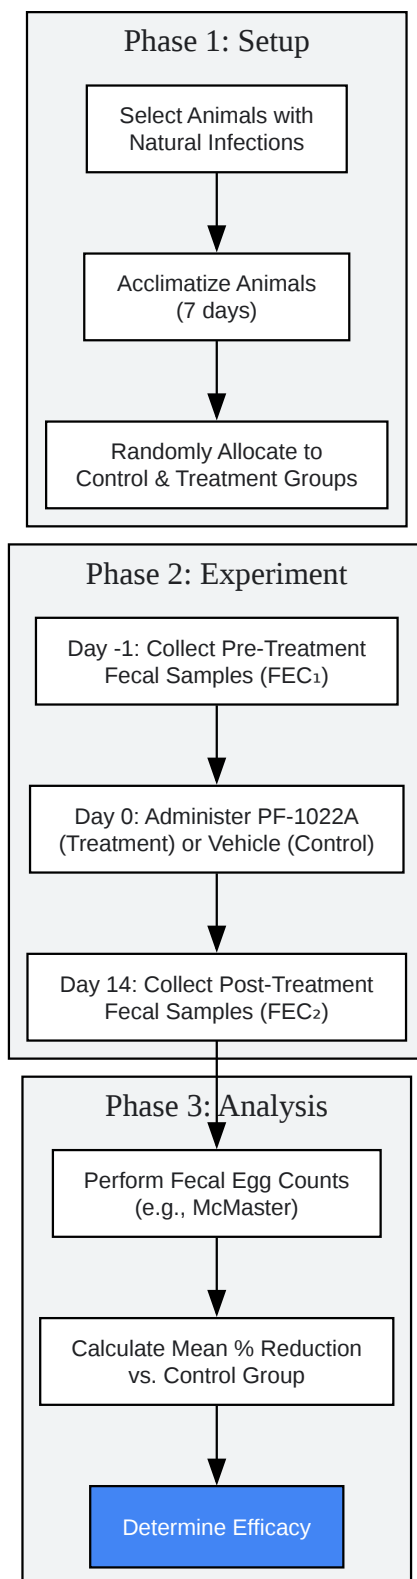 Phase 1: Setup
Select Animals with
Natural Infections
Acclimatize Animals
(7 days)
Randomly Allocate to
Control & Treatment Groups
Phase 2: Experiment
Day -1: Collect Pre-Treatment
Fecal Samples (FEC₁)
Day 0: Administer PF-1022A
(Treatment) or Vehicle (Control)
Day 14: Collect Post-Treatment
Fecal Samples (FEC₂)
Phase 3: Analysis
Perform Fecal Egg Counts
(e.g., McMaster)
Calculate Mean % Reduction
vs. Control Group
Determine Efficacy